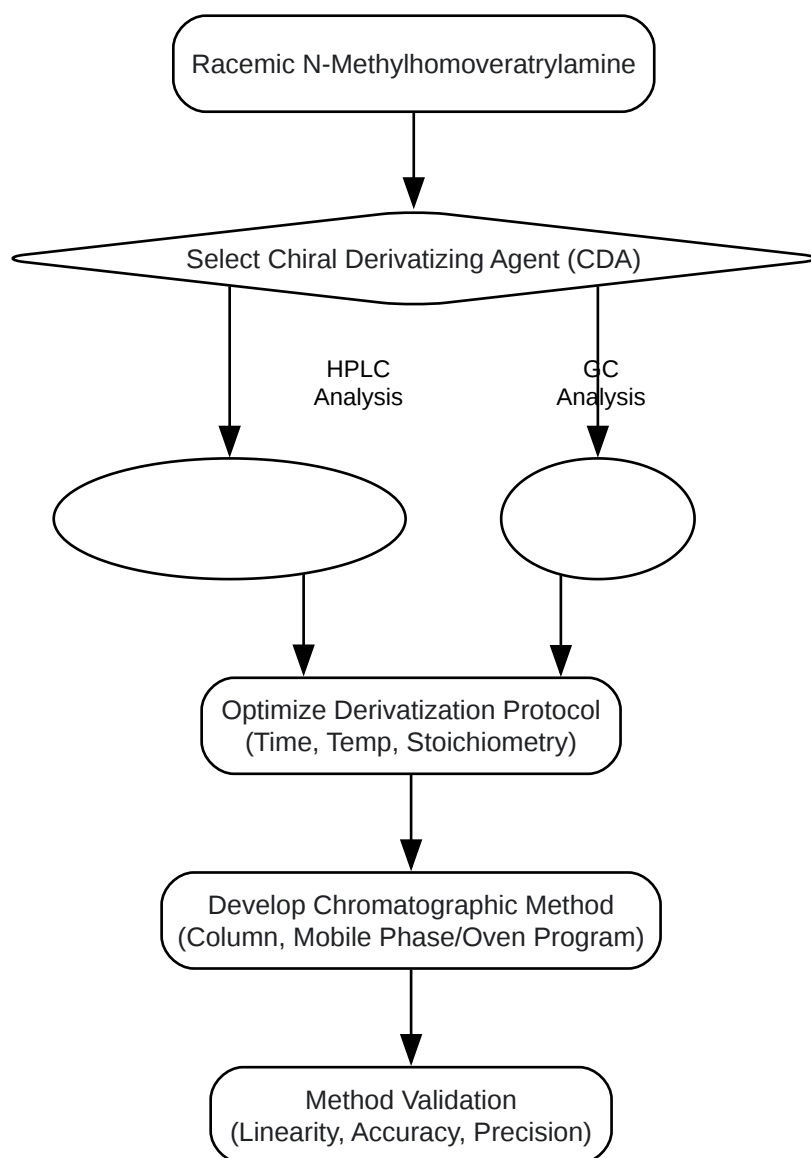 Racemic N-Methylhomoveratrylamine
Select Chiral Derivatizing Agent (CDA)
HPLC
Analysis
GC
Analysis
Optimize Derivatization Protocol
(Time, Temp, Stoichiometry)
Develop Chromatographic Method
(Column, Mobile Phase/Oven Program)
Method Validation
(Linearity, Accuracy, Precision)